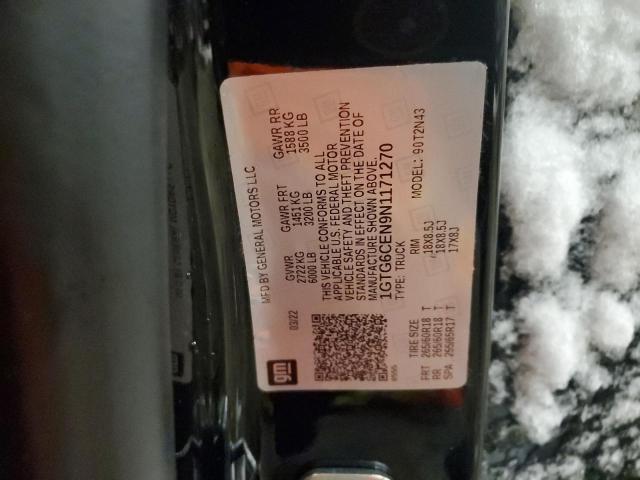 MFD BY GENERAL MOTORS LLC
03/22
GVWR GAWR FRT GAWR RR
2722 KG 1451 KG 1588 KG
6000 LB 3200 LB 3500 LB
THIS VEHICLE CONFORMS TO ALL
APPLICABLE U.S. FEDERAL MOTOR
VEHICLE SAFETY AND THEFT PREVENTION
STANDARDS IN EFFECT ON THE DATE OF
MANUFACTURE SHOWN ABOVE.
1GTG6CEN9N1171270
TYPE: TRUCK MODEL: 90T2N43
gm
TIRE SIZE RIM
FRT 265/60R18 T 18X8.5J
RR 265/60R18 T 18X8.5J
SPA 255/65R17 T 17X8J